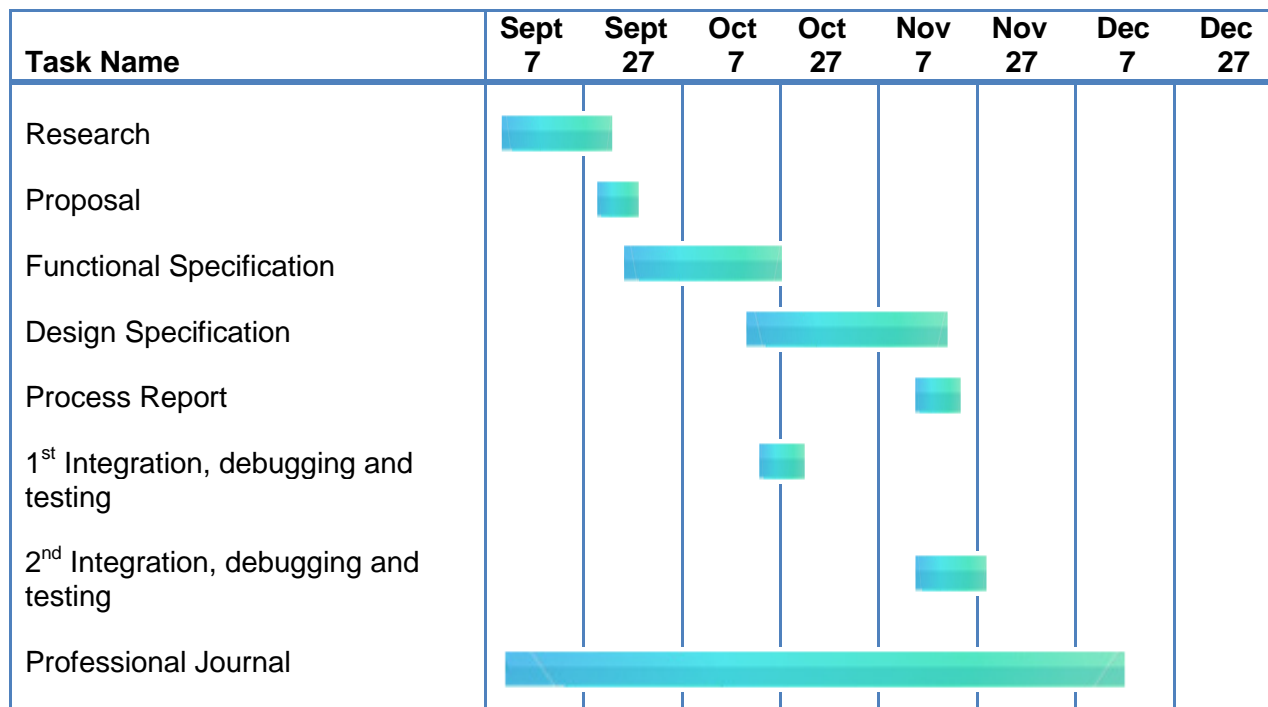 Task Name Sept 7 Sept 27 Oct 7 Oct 27 Nov 7 Nov 27 Dec 7 Dec 27
Research
Proposal
Functional Specification
Design Specification
Process Report
1st Integration, debugging and
testing
2nd Integration, debugging and
testing
Professional Journal